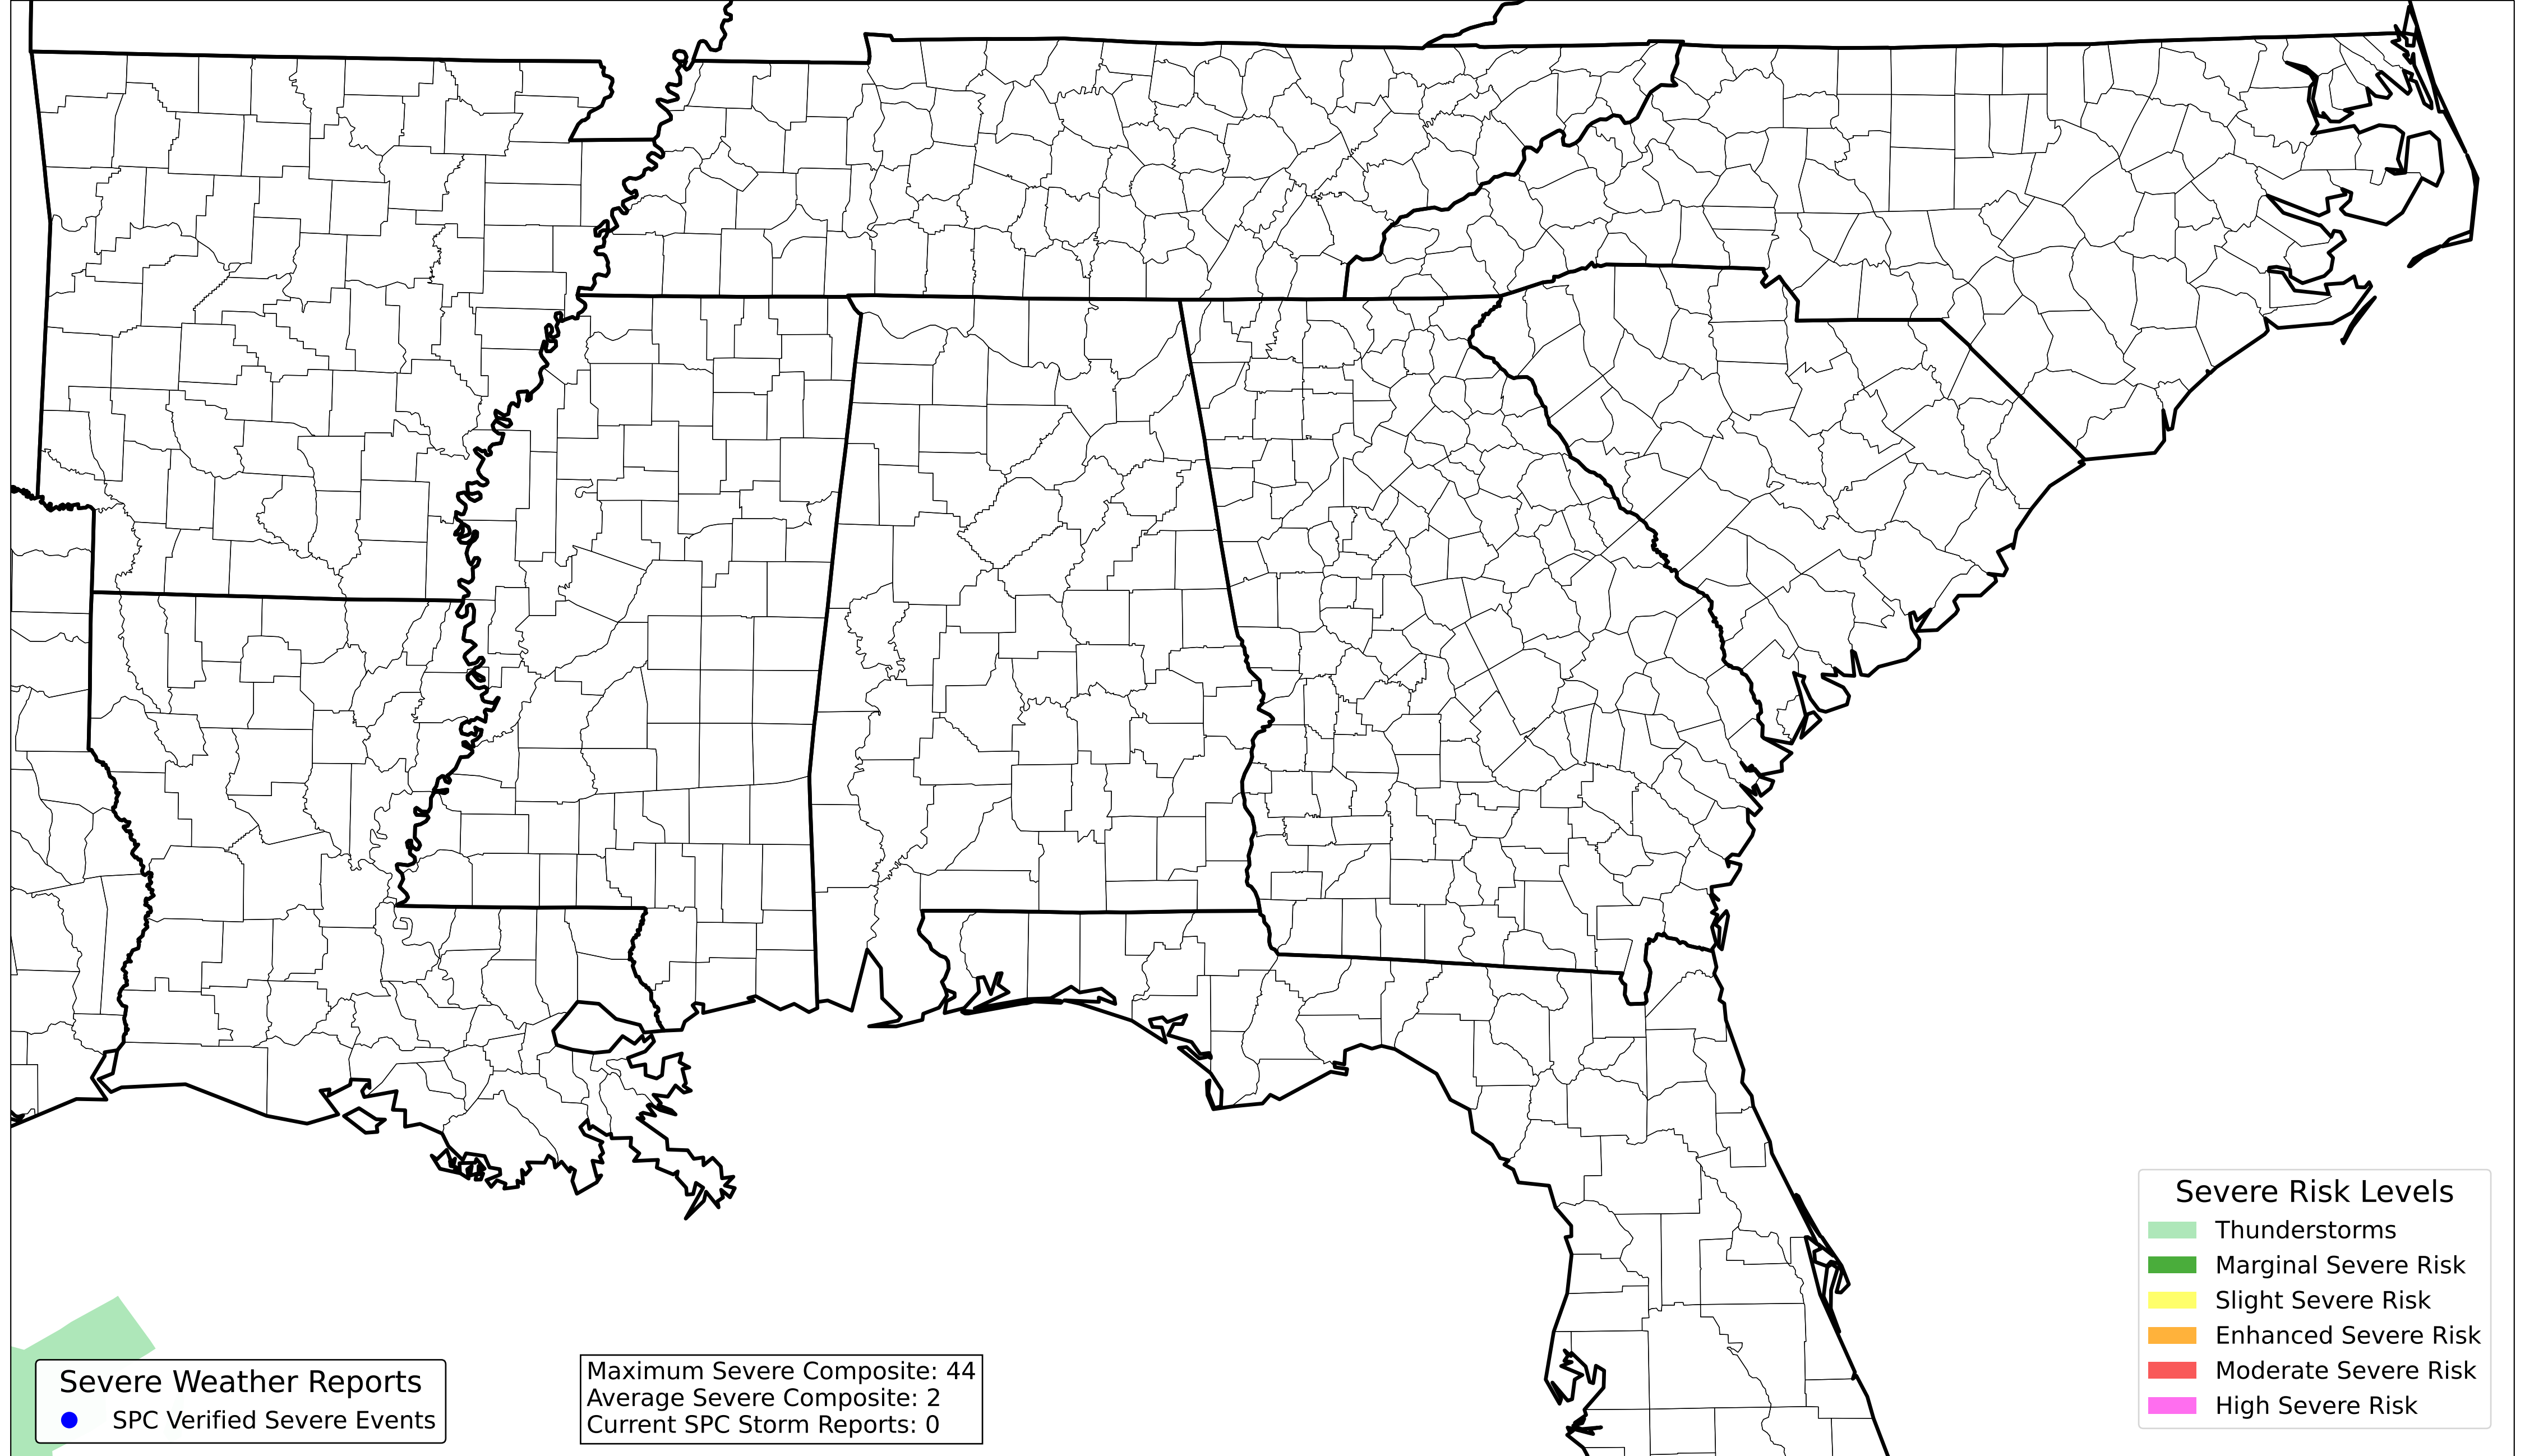 Severe Risk Levels
Thunderstorms
Marginal Severe Risk
Slight Severe Risk
Enhanced Severe Risk
Moderate Severe Risk
High Severe Risk
Severe Weather Reports
SPC Verified Severe Events
Maximum Severe Composite: 44
Average Severe Composite: 2
Current SPC Storm Reports: 0